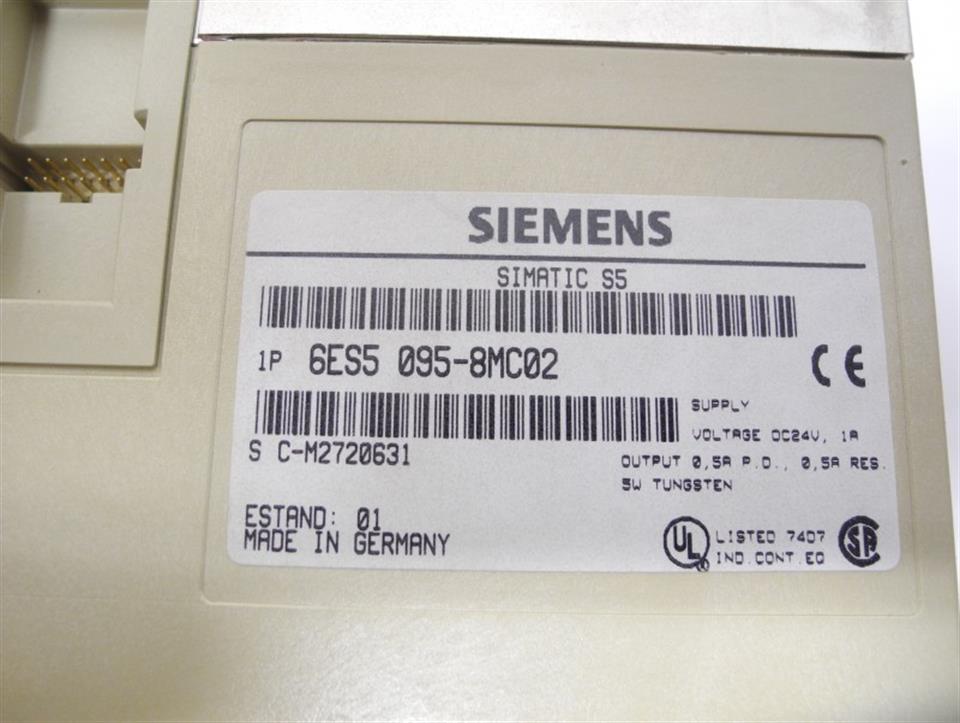 SIEMENS
SIMATIC S5
1P 6ES5 095-8MC02
CE
SUPPLY
VOLTAGE DC24V, 1A
S C-M2720631
OUTPUT 0,5A P.D., 0,5A RES.
5W TUNGSTEN
ESTAND: 01
MADE IN GERMANY
UL
LISTED 7407
IND.CONT.EQ
SA